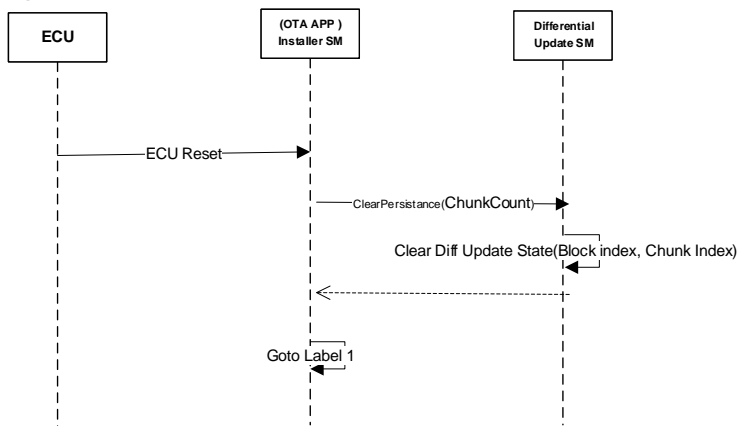 ECU
(OTA APP )
Installer SM
Differential
Update SM
ECU Reset
ClearPersistance(ChunkCount)
Clear Diff Update State(Block index, Chunk Index)
Goto Label 1